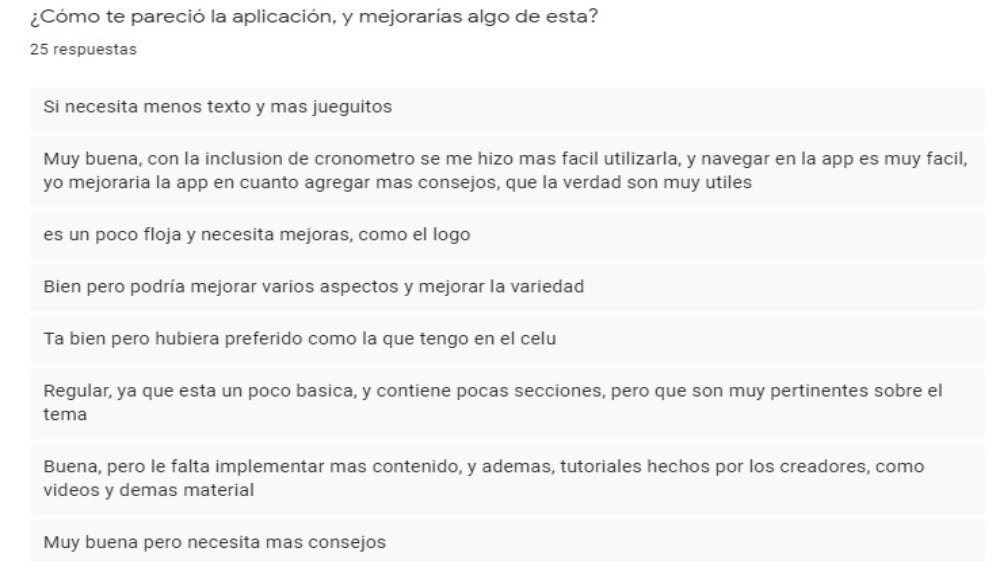 ¿Cómo te pareció la aplicación, y mejorarías algo de esta?
25 respuestas
Si necesita menos texto y mas jueguitos
Muy buena, con la inclusion de cronometro se me hizo mas facil utilizarla, y navegar en la app es muy facil,
yo mejoraria la app en cuanto agregar mas consejos, que la verdad son muy utiles
es un poco floja y necesita mejoras, como el logo
Bien pero podría mejorar varios aspectos y mejorar la variedad
Ta bien pero hubiera preferido como la que tengo en el celu
Regular, ya que esta un poco basica, y contiene pocas secciones, pero que son muy pertinentes sobre el
tema
Buena, pero le falta implementar mas contenido, y ademas, tutoriales hechos por los creadores, como
videos y demas material
Muy buena pero necesita mas consejos